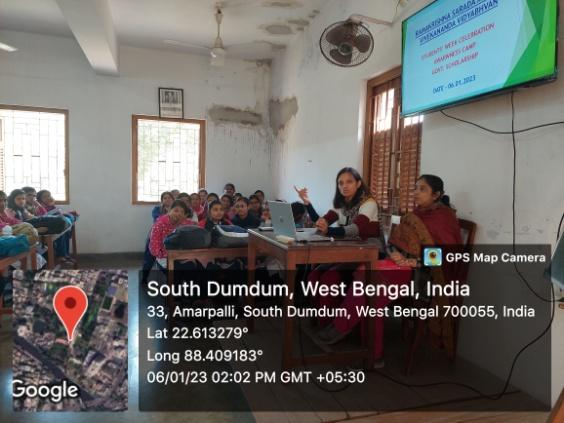 RAMAKRISHNA SARADA
VIVEKANANDA VIDYABHVAN
STUDENTS' WEEK CELEBRATION
AWARENESS CAMP
GOVT. SCHOLARSHIP
DATE - 06.01.2023
GPS Map Camera
South Dumdum, West Bengal, India
33, Amarpalli, South Dumdum, West Bengal 700055, India
Lat 22.613279°
Long 88.409183°
06/01/23 02:02 PM GMT +05:30
Google